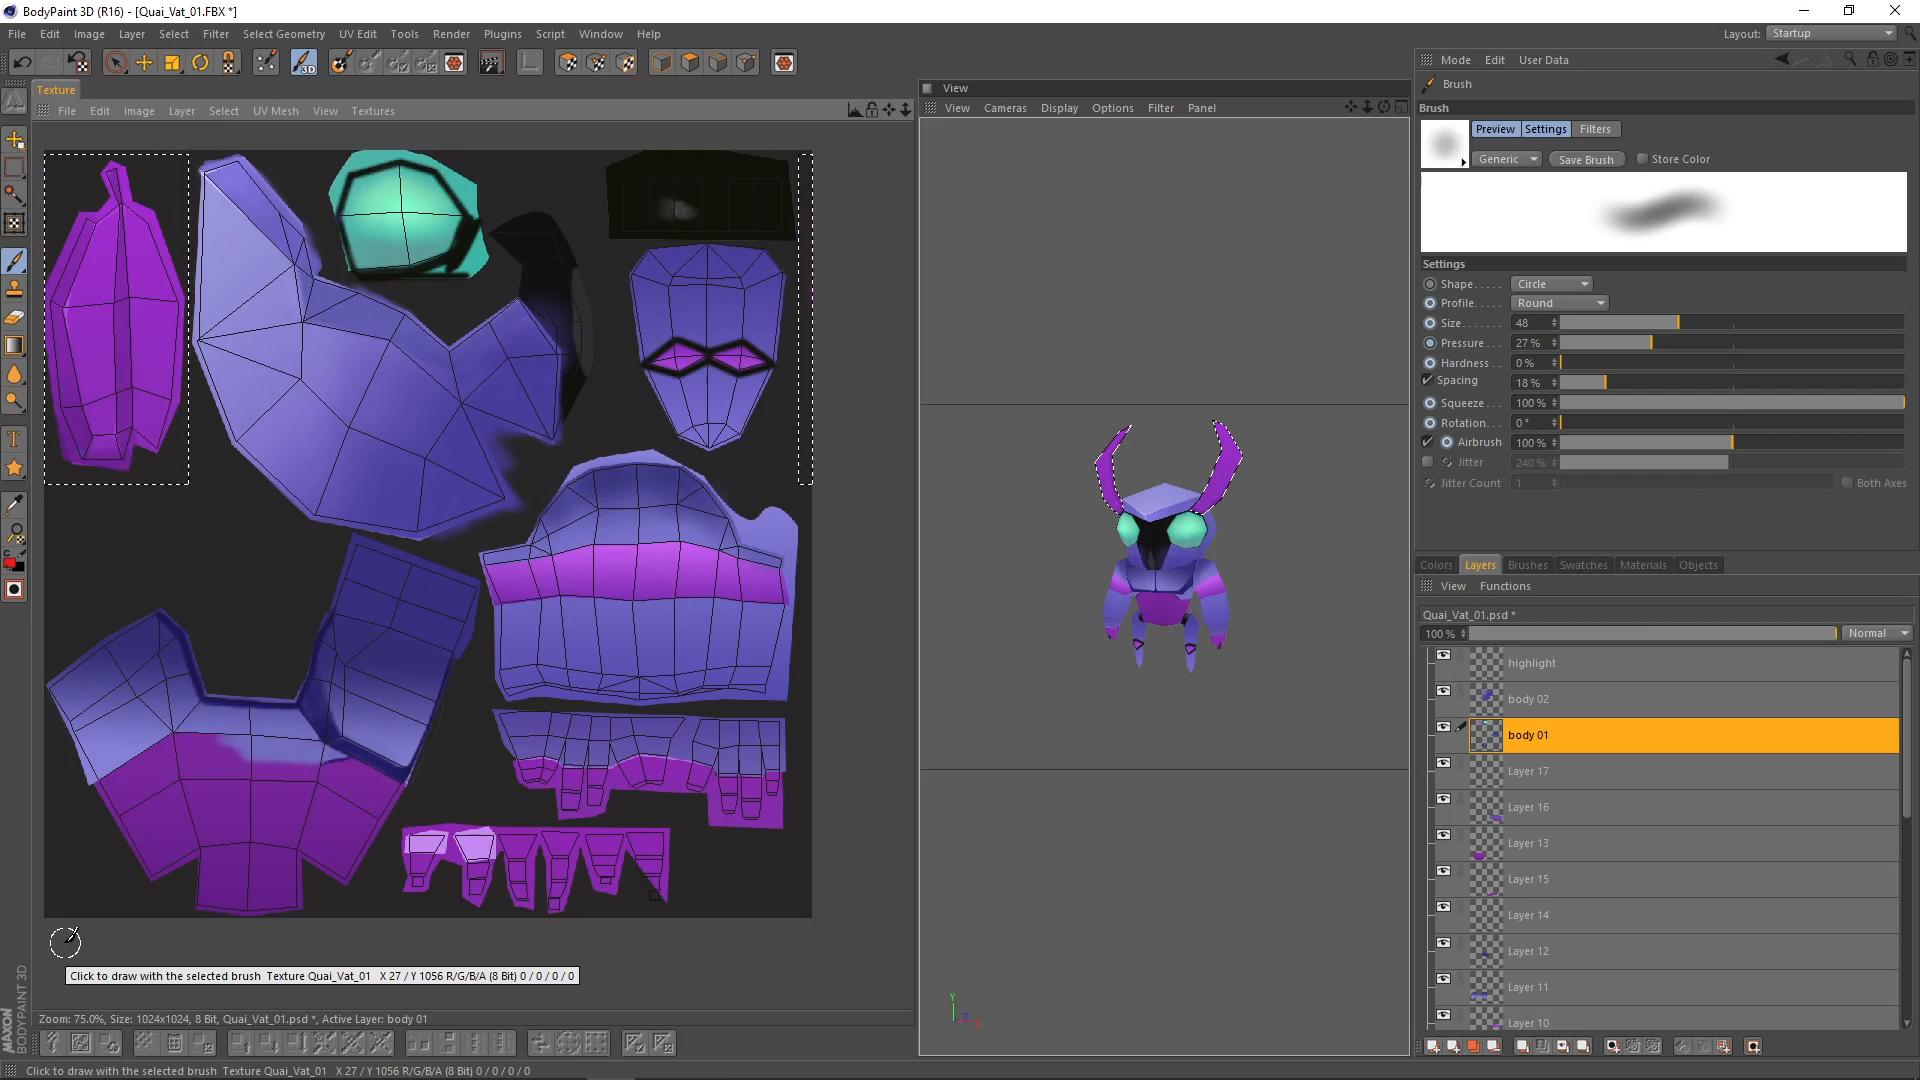 BodyPaint 3D (R16) - [Quai_Vat_01.FBX *]
File Edit Image Layer Select Filter Select Geometry UV Edit Tools Render Plugins Script Window Help
Layout: Startup
Texture
File Edit Image Layer Select UV Mesh View Textures
View
View Cameras Display Options Filter Panel
Mode Edit User Data
Brush
Brush
Preview Settings Filters
Generic Save Brush Store Color
Settings
Shape..... Circle
Profile..... Round
Size....... 48
Pressure... 27 %
Hardness.. 0 %
Spacing 18 %
Squeeze... 100 %
Rotation... 0 °
Airbrush 100 %
Jitter 240 %
Jitter Count 1 Both Axes
Colors Layers Brushes Swatches Materials Objects
View Functions
Quai_Vat_01.psd *
100 % Normal
highlight
body 02
body 01
Layer 17
Layer 16
Layer 13
Layer 15
Layer 14
Layer 12
Layer 11
Layer 10
Y
Z
X
Click to draw with the selected brush Texture Quai_Vat_01 X 27 / Y 1056 R/G/B/A (8 Bit) 0 / 0 / 0 / 0
Zoom: 75.0%, Size: 1024x1024, 8 Bit, Quai_Vat_01.psd *, Active Layer: body 01
MAXON
BODYPAINT 3D
Click to draw with the selected brush Texture Quai_Vat_01 X 27 / Y 1056 R/G/B/A (8 Bit) 0 / 0 / 0 / 0